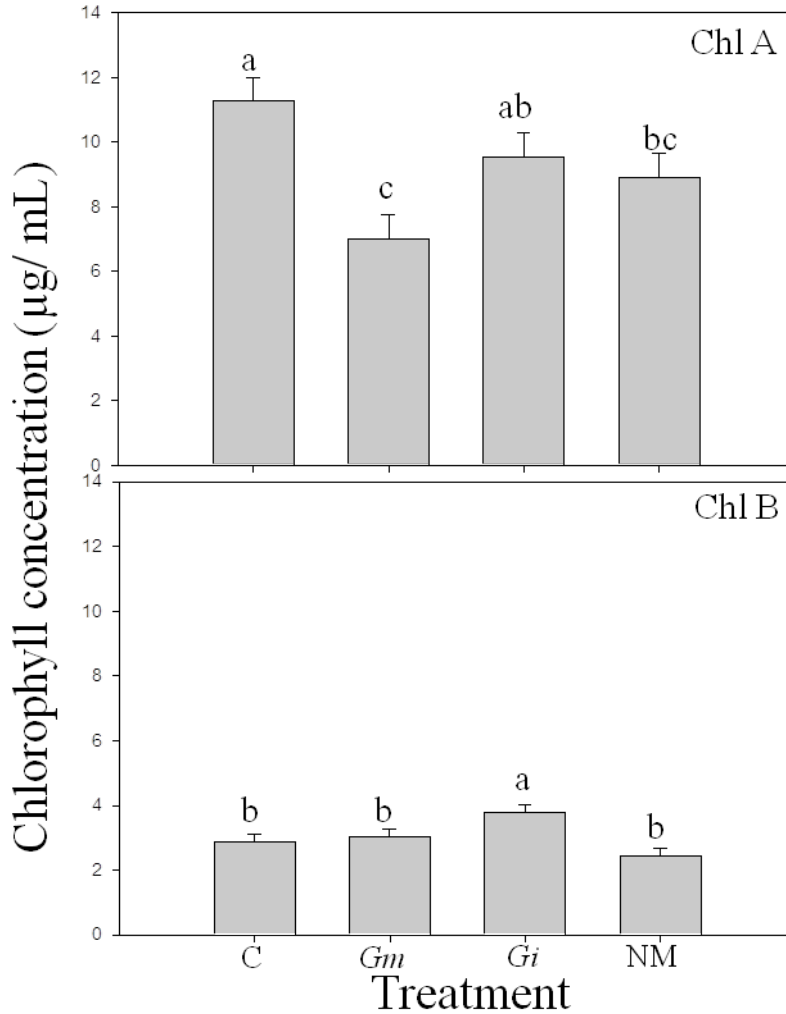 Chlorophyll concentration (µg/ mL)
14
12
10
8
6
4
2
0
Chl A
a
c
ab
bc
14
12
10
8
6
4
2
0
Chl B
b
b
a
b
C Gm Gi NM
Treatment